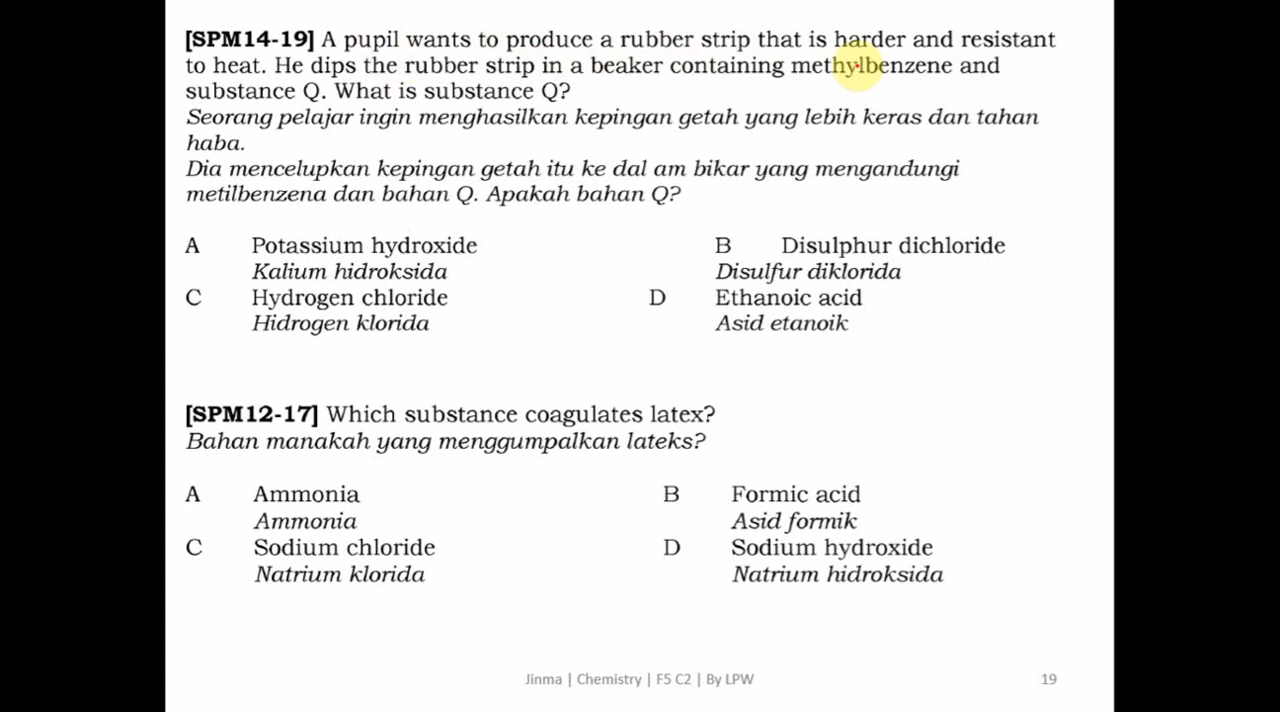 [SPM14-19] A pupil wants to produce a rubber strip that is harder and resistant
to heat. He dips the rubber strip in a beaker containing methylbenzene and
substance Q. What is substance Q?
Seorang pelajar ingin menghasilkan kepingan getah yang lebih keras dan tahan
haba.
Dia mencelupkan kepingan getah itu ke dal am bikar yang mengandungi
metilbenzena dan bahan Q. Apakah bahan Q?
A Potassium hydroxide B Disulphur dichloride
Kalium hidroksida Disulfur diklorida
C Hydrogen chloride D Ethanoic acid
Hidrogen klorida Asid etanoik
[SPM12-17] Which substance coagulates latex?
Bahan manakah yang menggumpalkan lateks?
A Ammonia B Formic acid
Ammonia Asid formik
C Sodium chloride D Sodium hydroxide
Natrium klorida Natrium hidroksida
Jinma | Chemistry | F5 C2 | By LPW 19